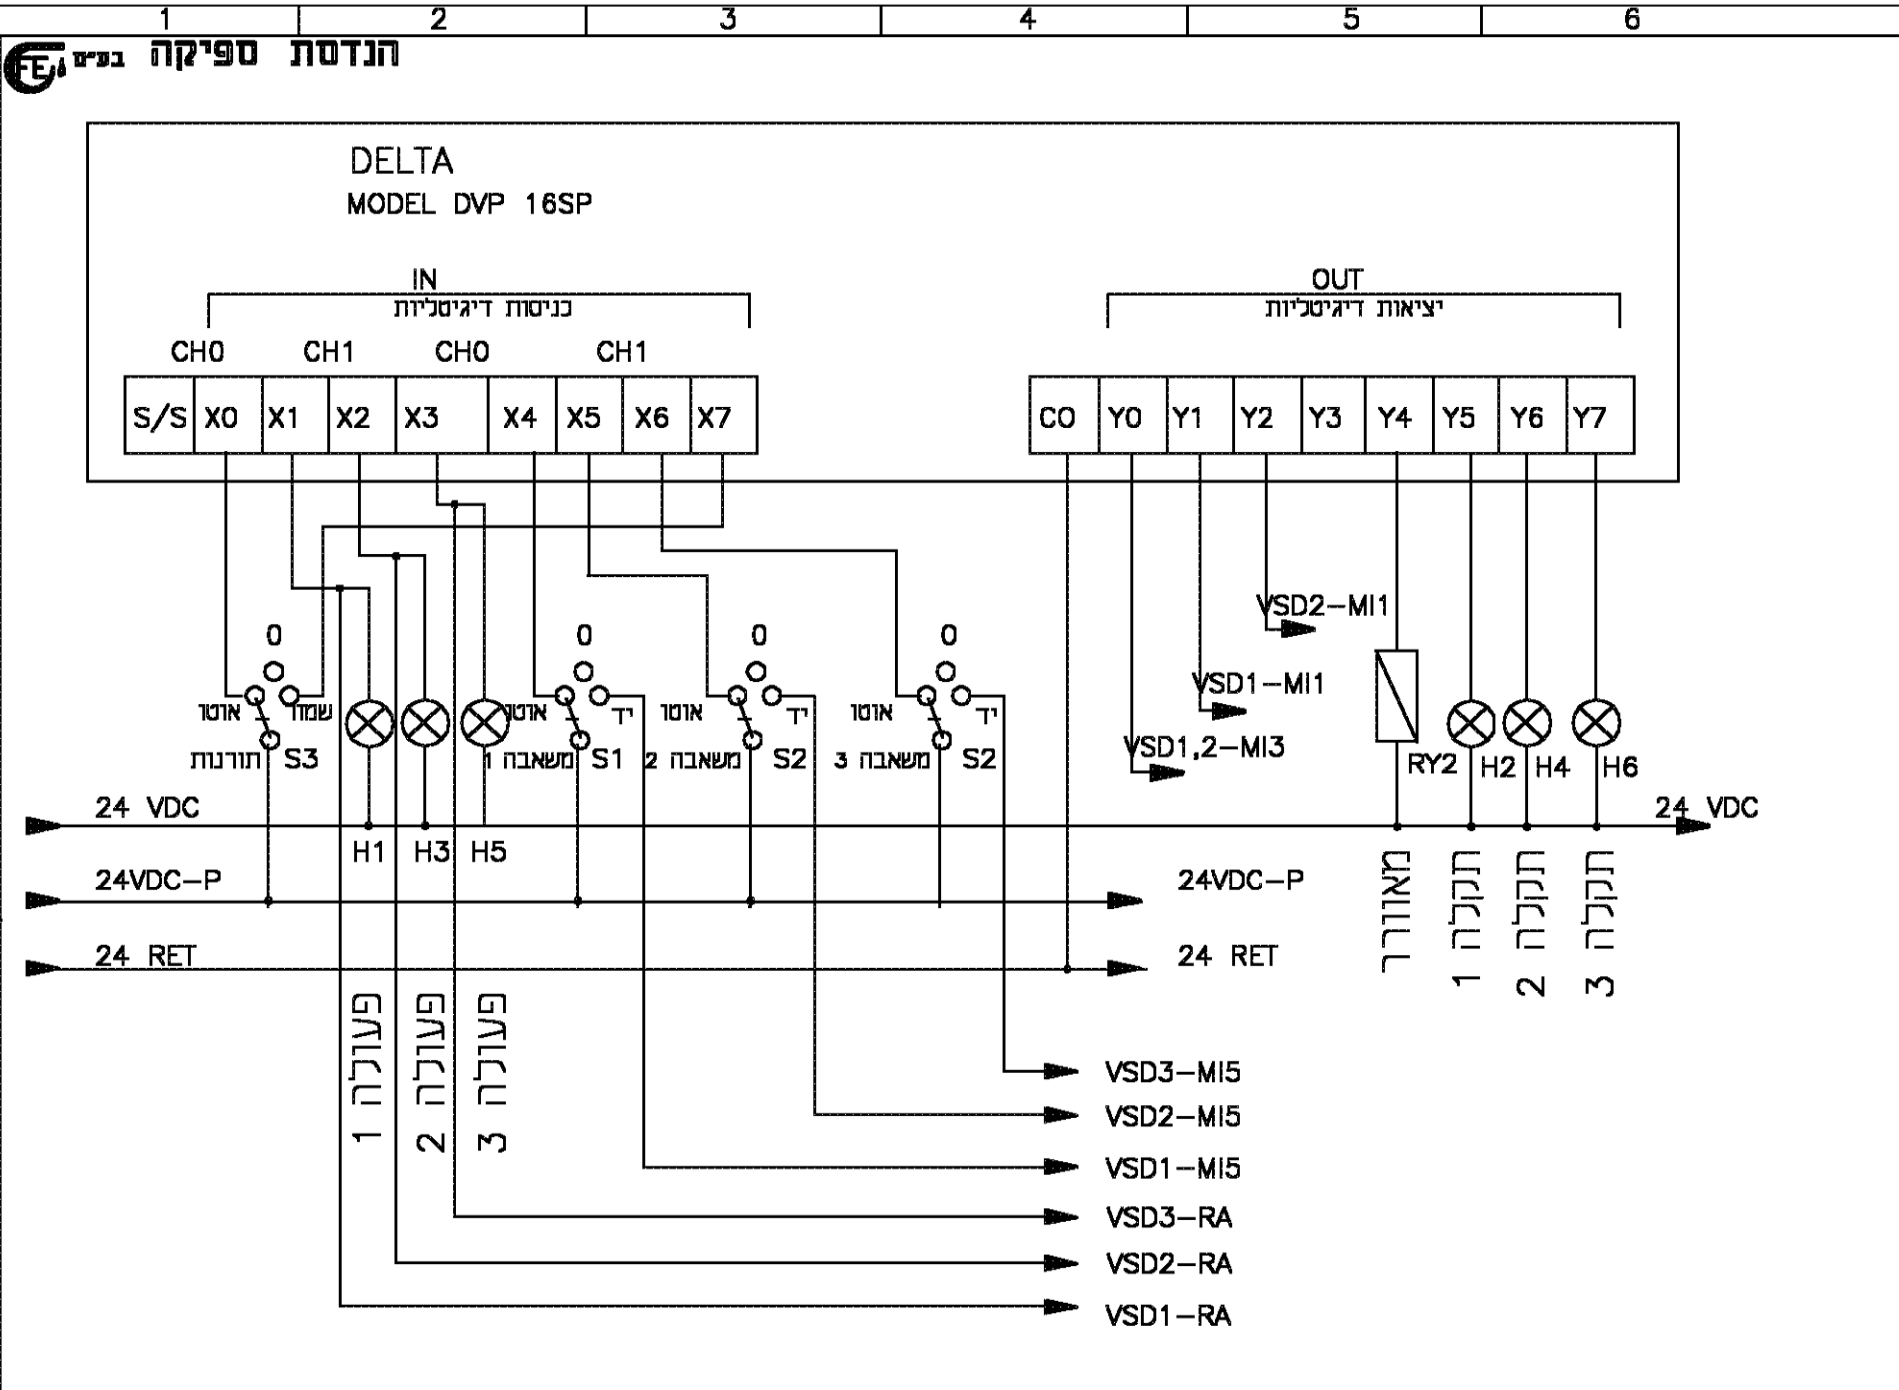 1 2 3 4 5 6
FE הנדסת ספיקה בע"מ
DELTA
MODEL DVP 16SP
IN
כניסות דיגיטליות
OUT
יציאות דיגיטליות
CH0 CH1 CH0 CH1
S/S X0 X1 X2 X3 X4 X5 X6 X7
C0 Y0 Y1 Y2 Y3 Y4 Y5 Y6 Y7
VSD2-MI1
0 0 0 0
VSD1-MI1
אוטו
אוטו יד
אוטו יד
אוטו יד
VSD1,2-MI3
תורנות S3
משאבה 1 S1
משאבה 2 S2
משאבה 3 S2
RY2 H2 H4 H6
24 VDC
24 VDC
H1 H3 H5
24VDC-P
24VDC-P
24 RET
24 RET
מאוורר
תקלה 1
תקלה 2
תקלה 3
פעולה 1
פעולה 2
פעולה 3
VSD3-MI5
VSD2-MI5
VSD1-MI5
VSD3-RA
VSD2-RA
VSD1-RA